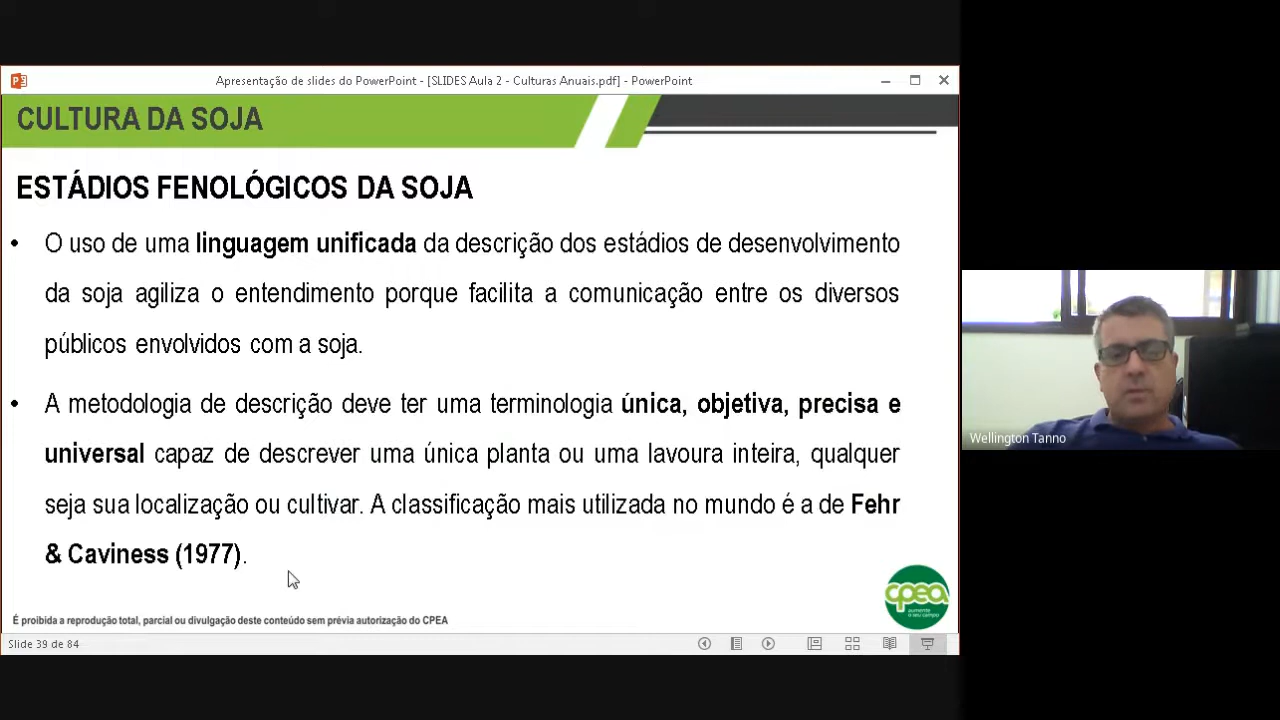 Apresentação de slides do PowerPoint - [SLIDES Aula 2 - Culturas Anuais.pdf] - PowerPoint
CULTURA DA SOJA
ESTÁDIOS FENOLÓGICOS DA SOJA
• O uso de uma linguagem unificada da descrição dos estádios de desenvolvimento
da soja agiliza o entendimento porque facilita a comunicação entre os diversos
públicos envolvidos com a soja.
• A metodologia de descrição deve ter uma terminologia única, objetiva, precisa e
universal capaz de descrever uma única planta ou uma lavoura inteira, qualquer
seja sua localização ou cultivar. A classificação mais utilizada no mundo é a de Fehr
& Caviness (1977).
Wellington Tanno
cpea
aumente
o seu campo
É proibida a reprodução total, parcial ou divulgação deste conteúdo sem prévia autorização do CPEA
Slide 39 de 84